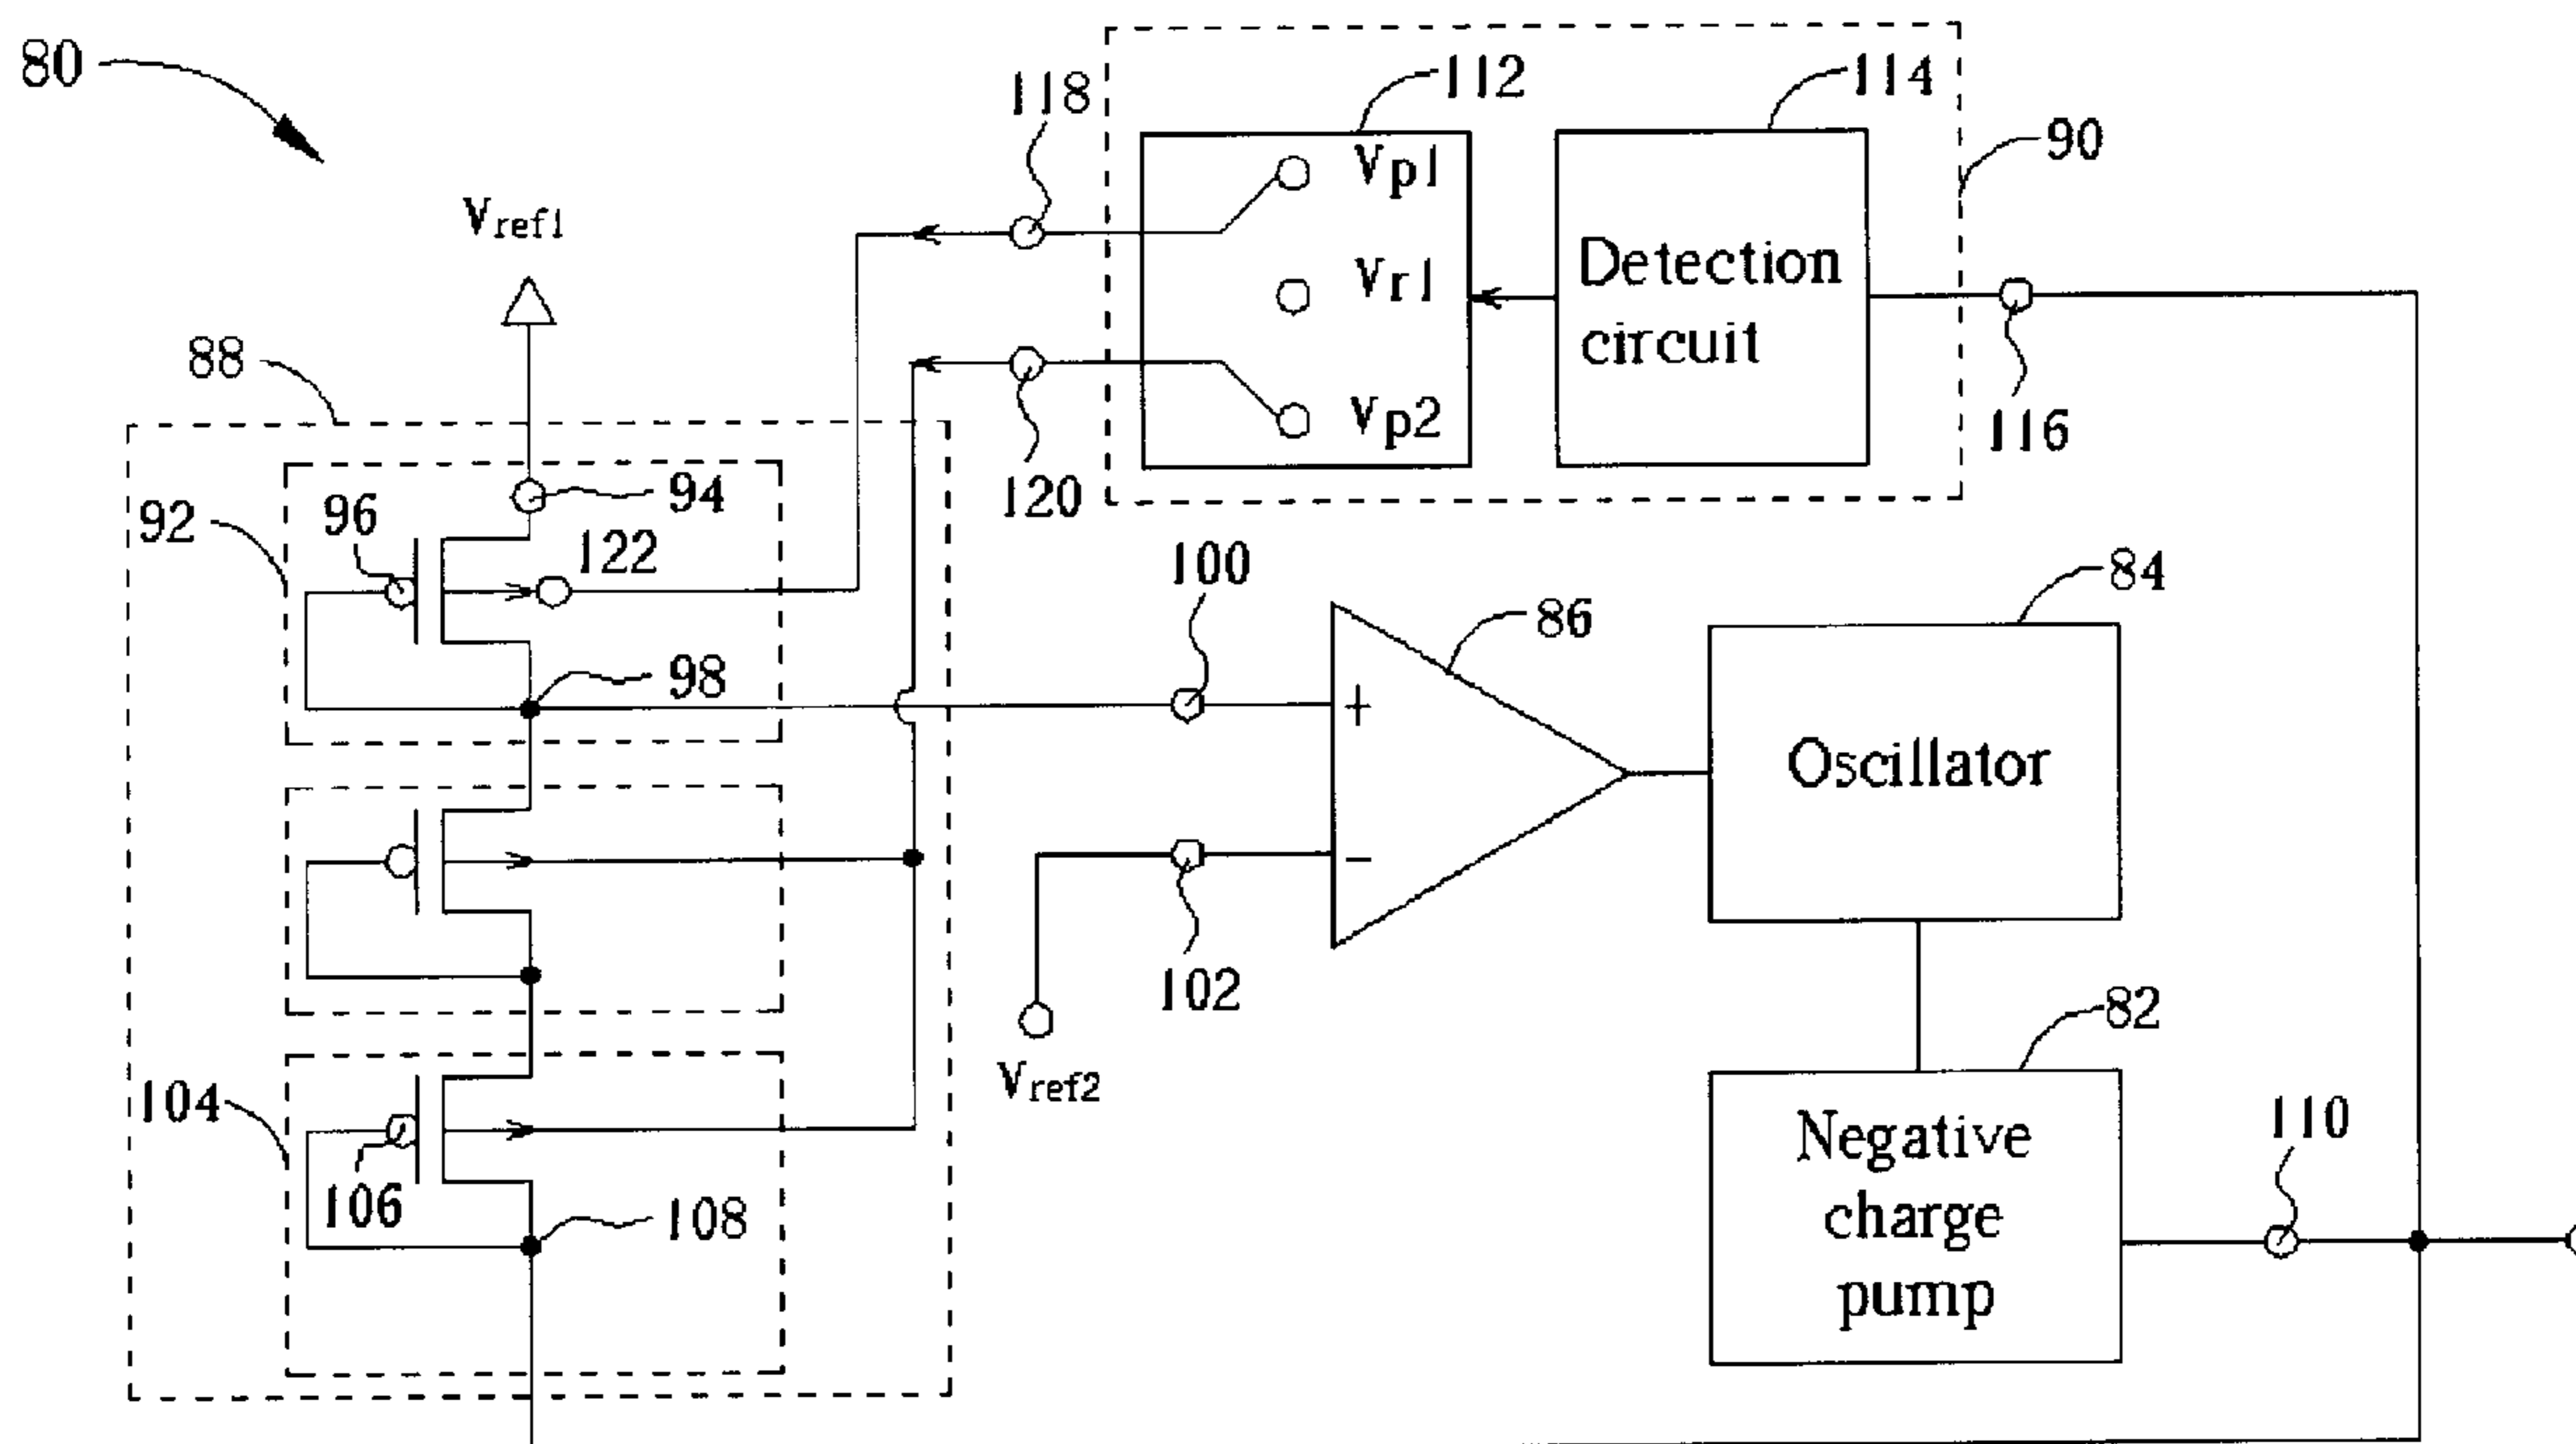 80
118
112
114
90
Vp1
Vref1
Vr1
Detection
circuit
88
Vp2
116
120
92
96
94
122
100
86
84
98
+
Oscillator
−
102
82
Vref2
104
Negative
charge
pump
110
106
108